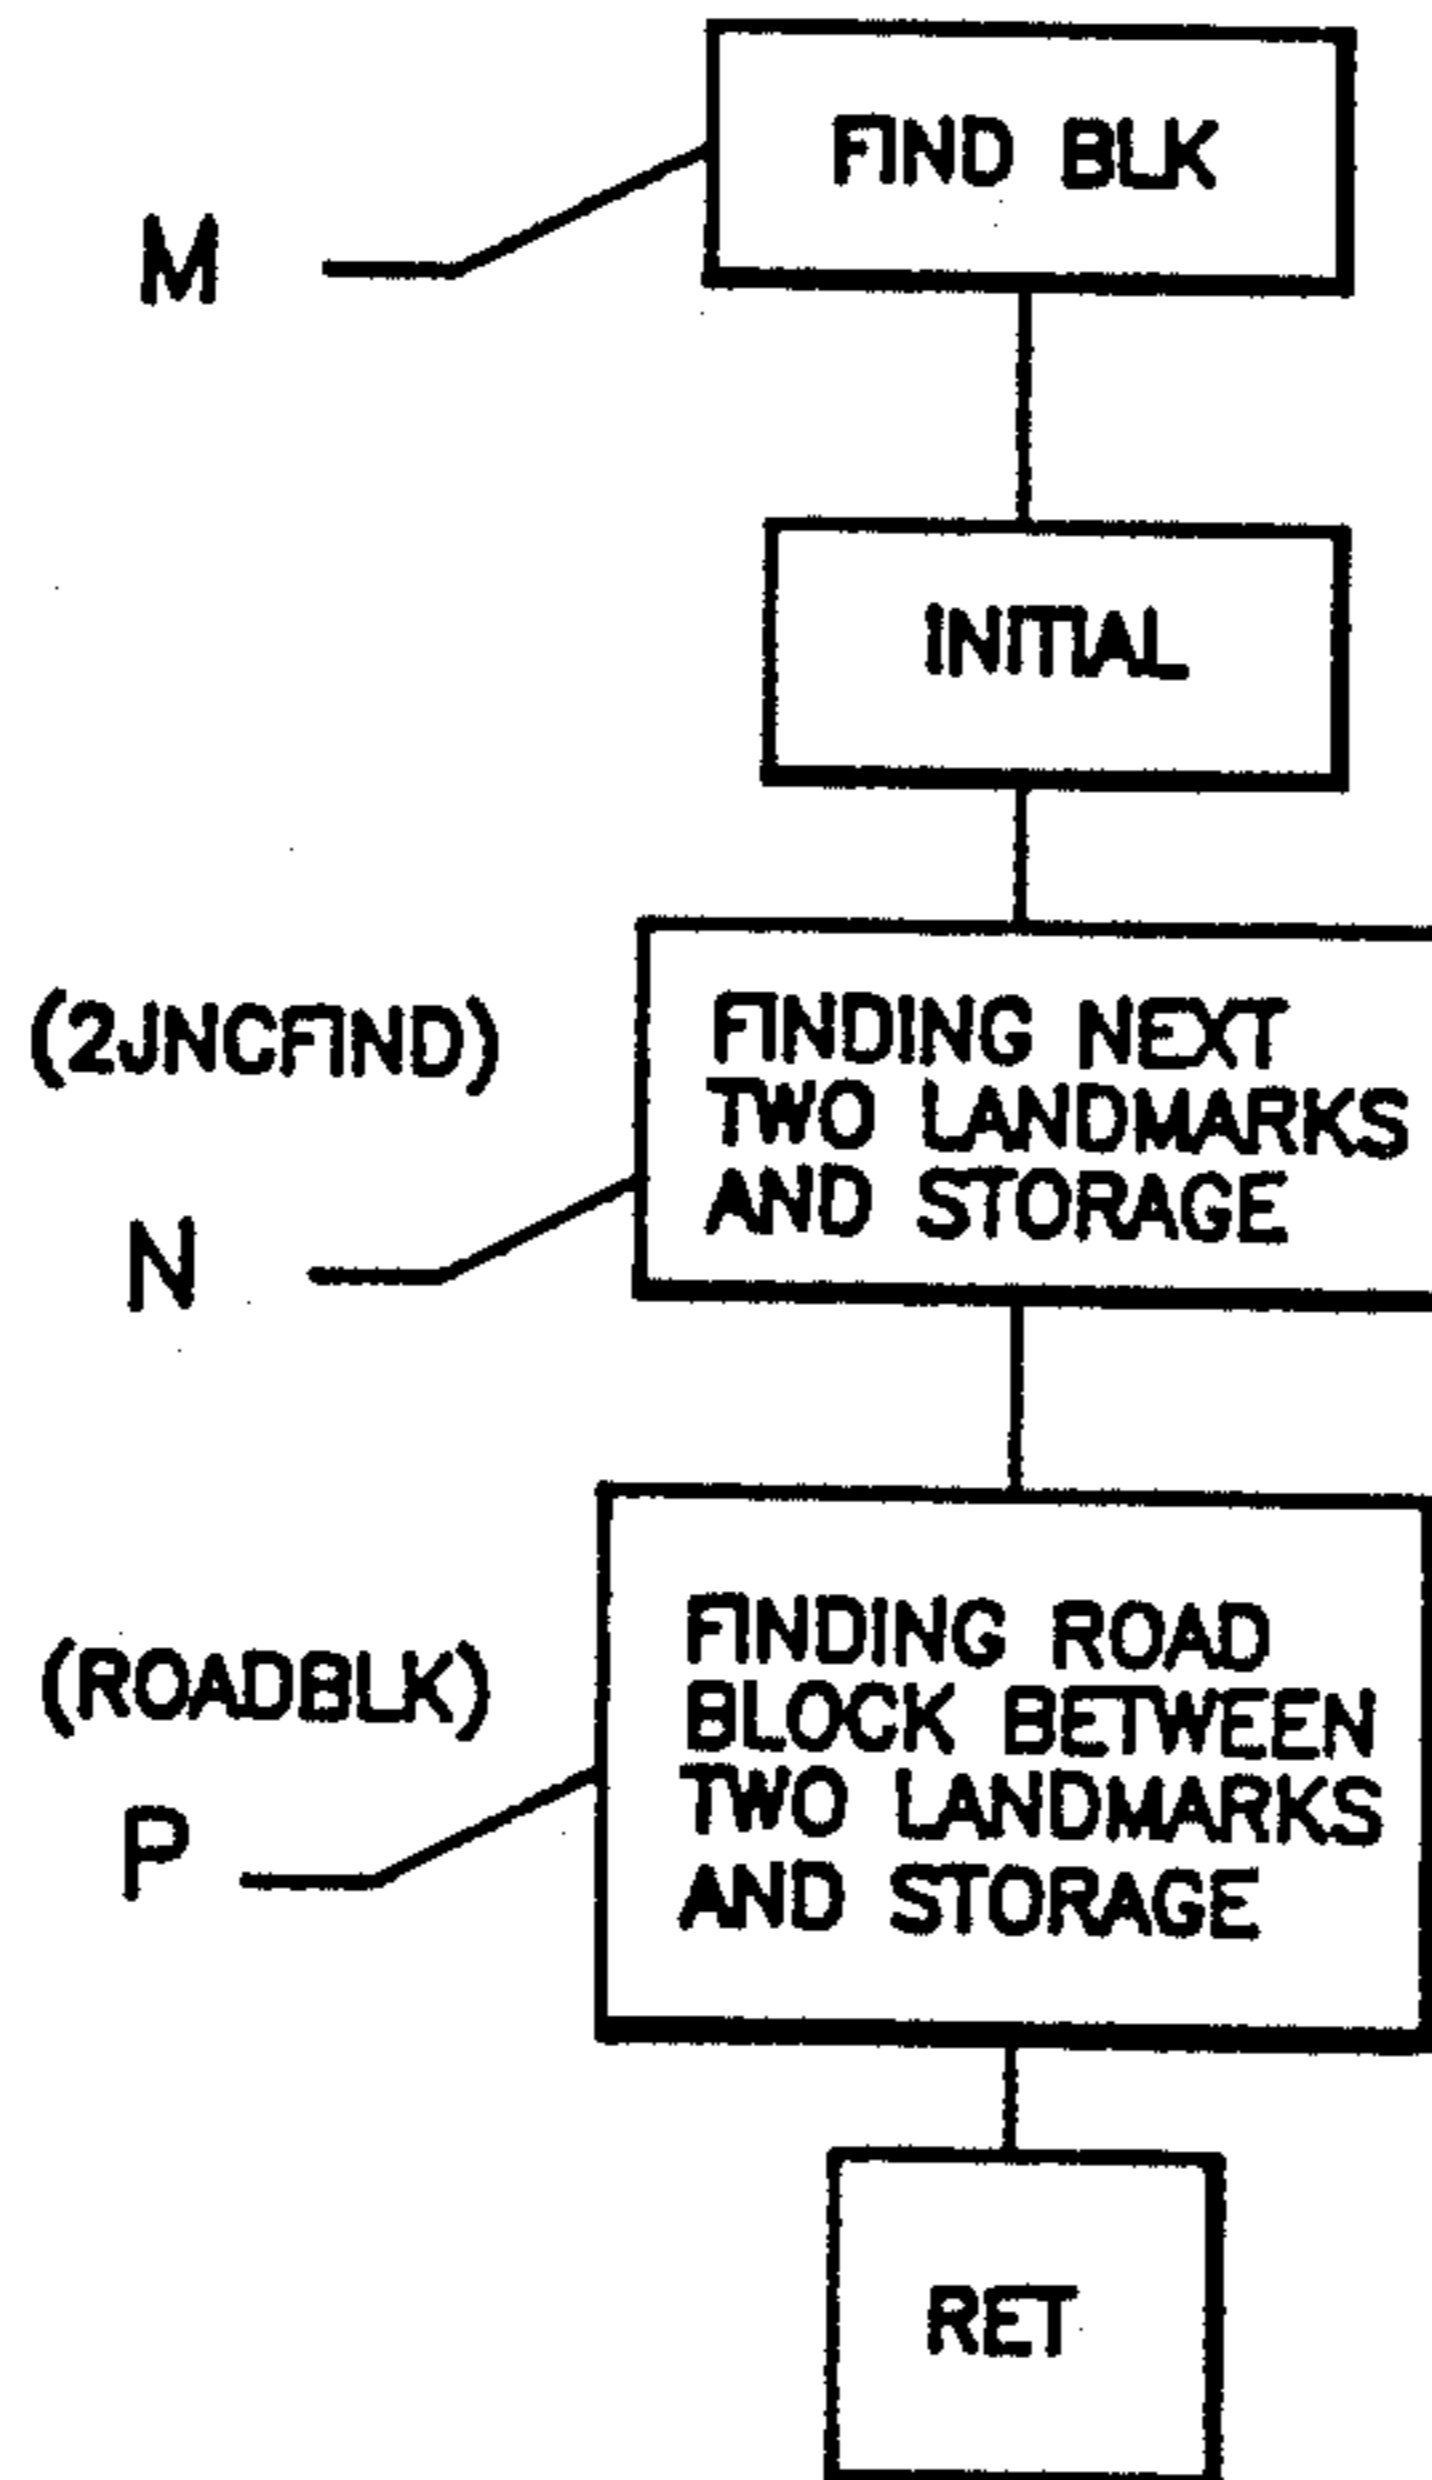 FIND BLK
M
INITIAL
(2JNCFIND)
FINDING NEXT
TWO LANDMARKS
AND STORAGE
N
FINDING ROAD
BLOCK BETWEEN
TWO LANDMARKS
AND STORAGE
(ROADBLK)
P
RET